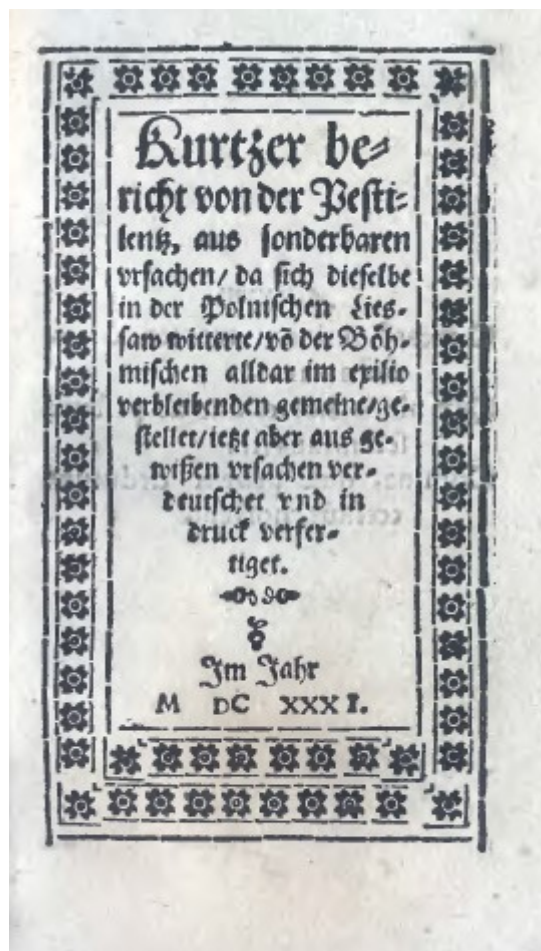 Kurtzer be⸗
richt von der Pesti⸗
lentz, aus sonderbaren
vrsachen/ da sich dieselbe
in der Polnischen Lies⸗
saw witterte/võ der Böh⸗
mischen alldar im exilio
verbleibenden gemeine/ge⸗
stellet/ietzt aber aus ge⸗
wißen vrsachen ver⸗
deutschet vnd in
druck verfer⸗
tiget.
Im Jahr
M DC XXXI.